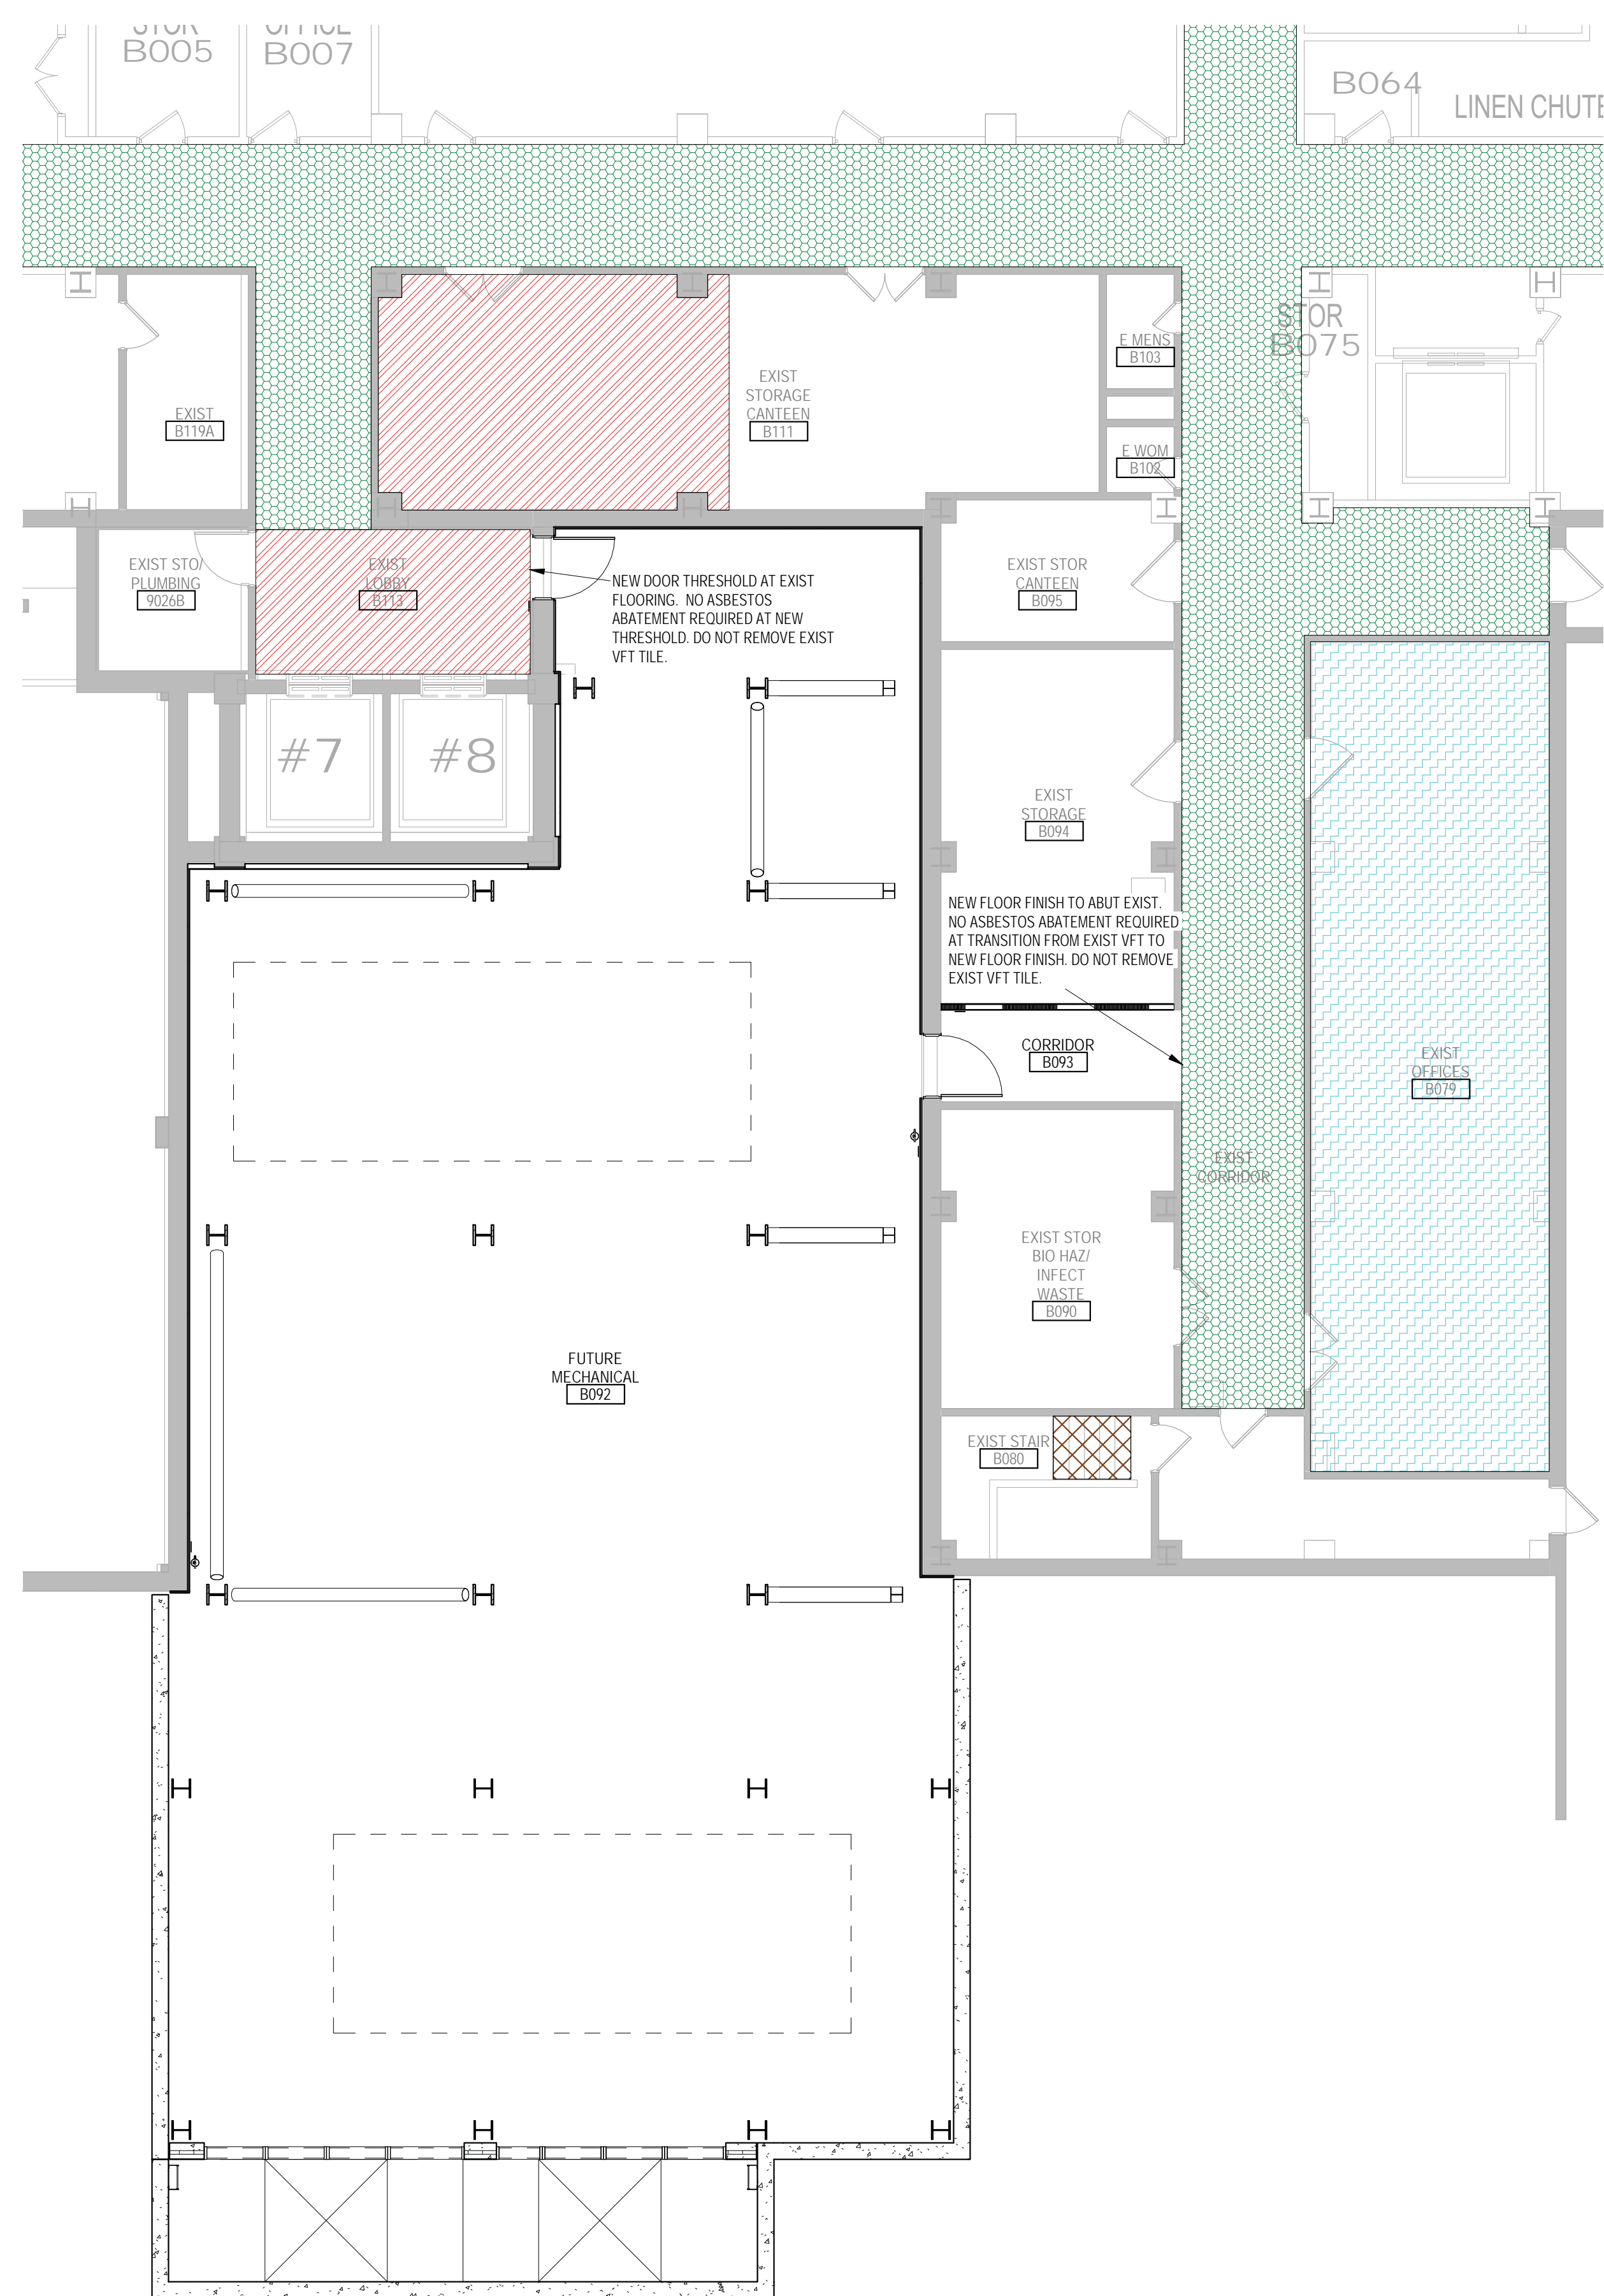 STOR
B005
OFFICE
B007
B064
LINEN CHUTE
STOR
B075
E MENS
B103
EXIST
STORAGE
CANTEEN
B111
EXIST
B119A
E WOM
B102
EXIST STO/
PLUMBING
9026B
EXIST
LOBBY
B113
NEW DOOR THRESHOLD AT EXIST
FLOORING. NO ASBESTOS
ABATEMENT REQUIRED AT NEW
THRESHOLD. DO NOT REMOVE EXIST
VFT TILE.
EXIST STOR
CANTEEN
B095
#7
#8
EXIST
STORAGE
B094
NEW FLOOR FINISH TO ABUT EXIST.
NO ASBESTOS ABATEMENT REQUIRED
AT TRANSITION FROM EXIST VFT TO
NEW FLOOR FINISH. DO NOT REMOVE
EXIST VFT TILE.
CORRIDOR
B093
EXIST
OFFICES
B079
EXIST
CORRIDOR
EXIST STOR
BIO HAZ/
INFECT
WASTE
B090
FUTURE
MECHANICAL
B092
EXIST STAIR
B080